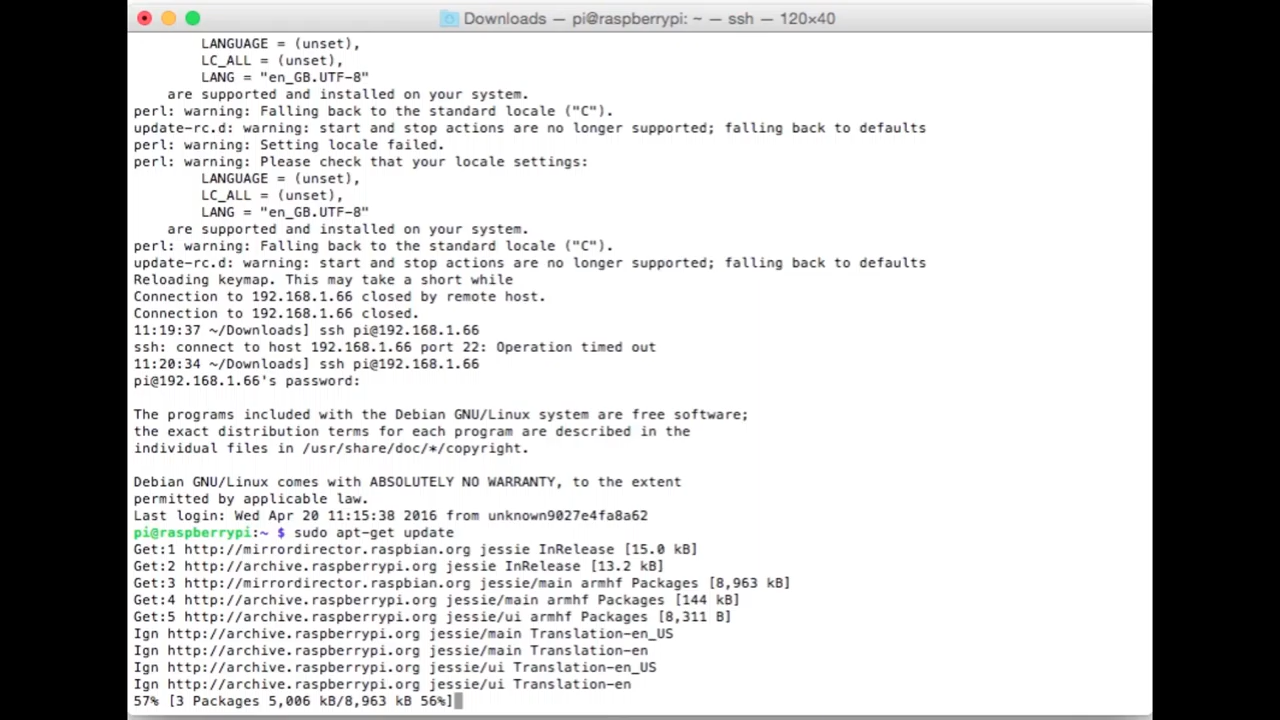 Downloads — pi@raspberrypi: ~ — ssh — 120×40
LANGUAGE = (unset),
LC_ALL = (unset),
LANG = "en_GB.UTF-8"
are supported and installed on your system.
perl: warning: Falling back to the standard locale ("C").
update-rc.d: warning: start and stop actions are no longer supported; falling back to defaults
perl: warning: Setting locale failed.
perl: warning: Please check that your locale settings:
LANGUAGE = (unset),
LC_ALL = (unset),
LANG = "en_GB.UTF-8"
are supported and installed on your system.
perl: warning: Falling back to the standard locale ("C").
update-rc.d: warning: start and stop actions are no longer supported; falling back to defaults
Reloading keymap. This may take a short while
Connection to 192.168.1.66 closed by remote host.
Connection to 192.168.1.66 closed.
11:19:37 ~/Downloads] ssh pi@192.168.1.66
ssh: connect to host 192.168.1.66 port 22: Operation timed out
11:20:34 ~/Downloads] ssh pi@192.168.1.66
pi@192.168.1.66's password:
The programs included with the Debian GNU/Linux system are free software;
the exact distribution terms for each program are described in the
individual files in /usr/share/doc/*/copyright.
Debian GNU/Linux comes with ABSOLUTELY NO WARRANTY, to the extent
permitted by applicable law.
Last login: Wed Apr 20 11:15:38 2016 from unknown9027e4fa8a62
pi@raspberrypi:~ $ sudo apt-get update
Get:1 http://mirrordirector.raspbian.org jessie InRelease [15.0 kB]
Get:2 http://archive.raspberrypi.org jessie InRelease [13.2 kB]
Get:3 http://mirrordirector.raspbian.org jessie/main armhf Packages [8,963 kB]
Get:4 http://archive.raspberrypi.org jessie/main armhf Packages [144 kB]
Get:5 http://archive.raspberrypi.org jessie/ui armhf Packages [8,311 B]
Ign http://archive.raspberrypi.org jessie/main Translation-en_US
Ign http://archive.raspberrypi.org jessie/main Translation-en
Ign http://archive.raspberrypi.org jessie/ui Translation-en_US
Ign http://archive.raspberrypi.org jessie/ui Translation-en
57% [3 Packages 5,006 kB/8,963 kB 56%]